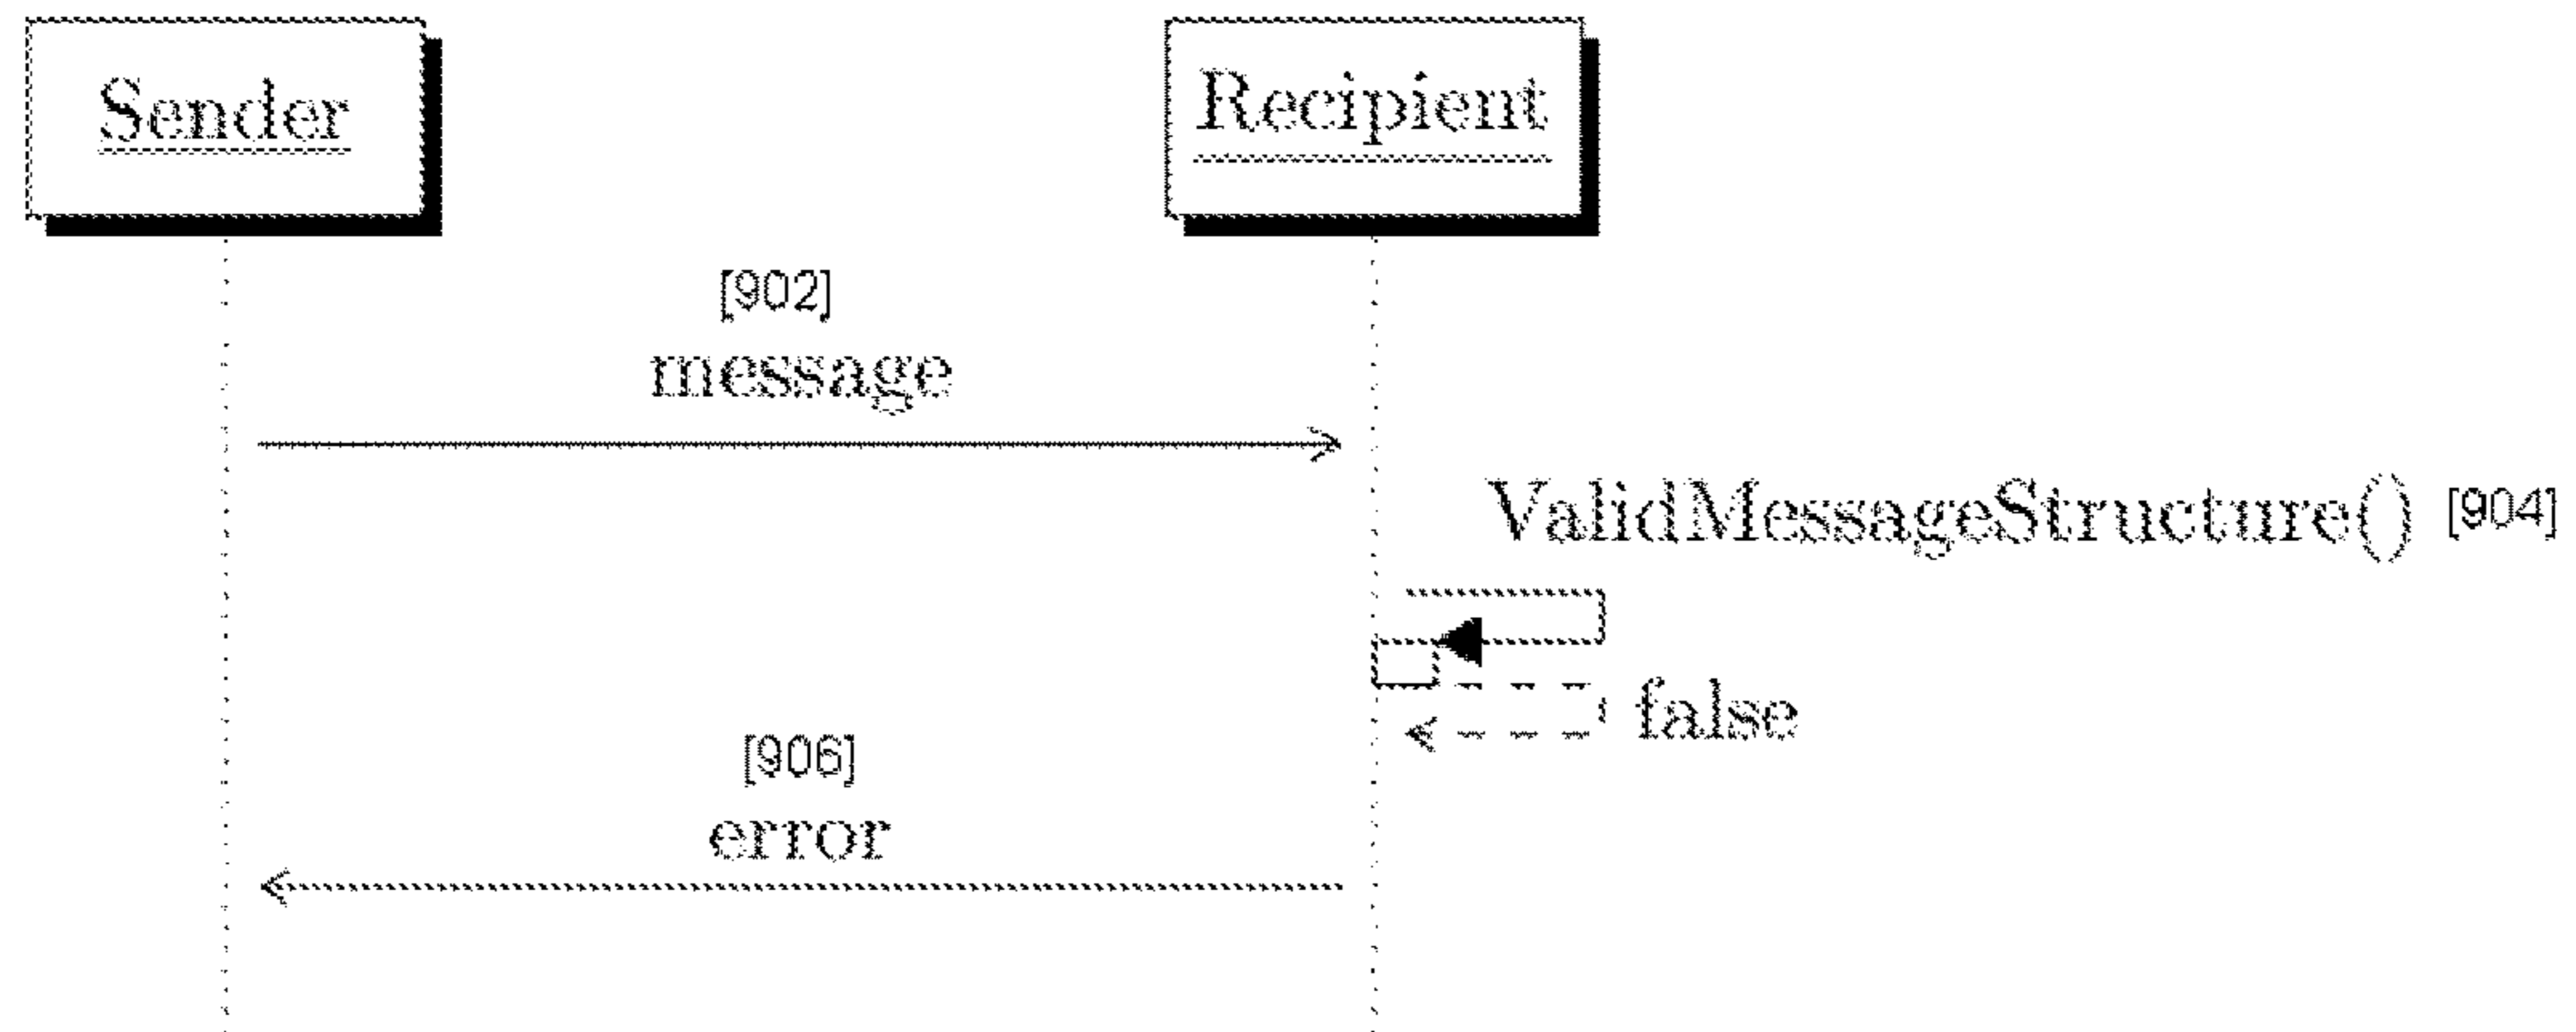 Sender
Recipient
[902]
message
ValidMessageStructure() [904]
false
[906]
error